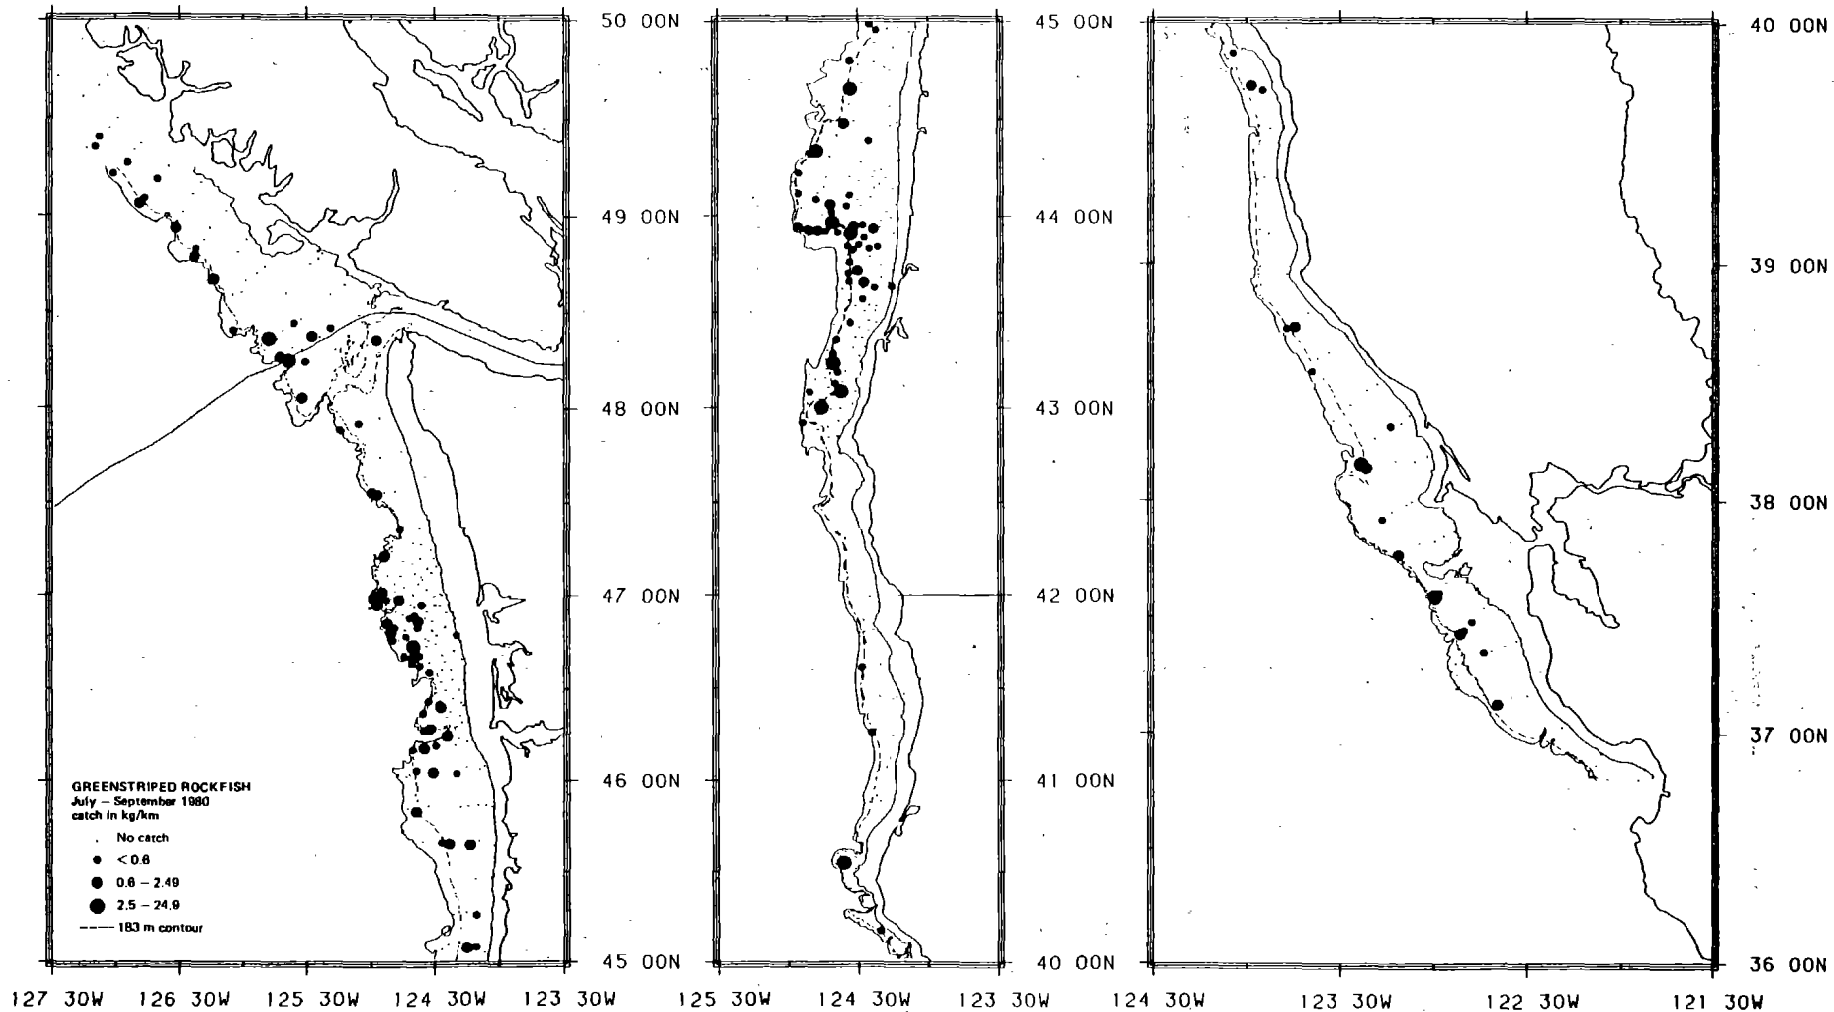 50 00N
49 00N
48 00N
47 00N
46 00N
45 00N
127 30W 126 30W 125 30W 124 30W 123 30W
GREENSTRIPED ROCKFISH
July – September 1980
catch in kg/km
No catch
< 0.6
0.6 – 2.49
2.5 – 24.9
183 m contour
45 00N
44 00N
43 00N
42 00N
41 00N
40 00N
125 30W 124 30W 123 30W
40 00N
39 00N
38 00N
37 00N
36 00N
124 30W 123 30W 122 30W 121 30W